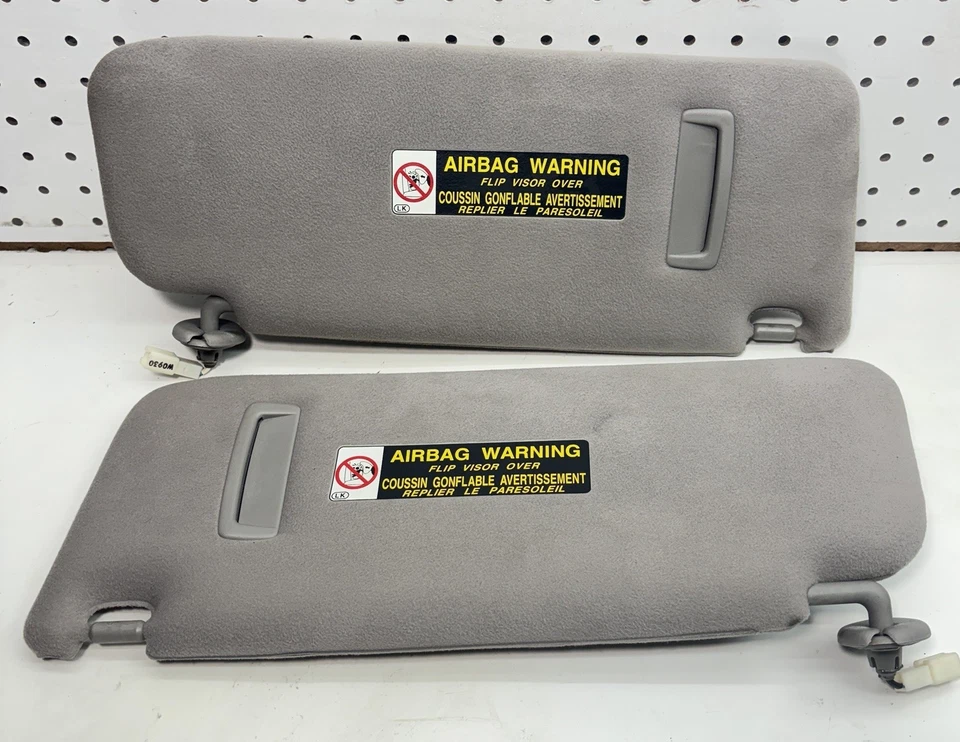 AIRBAG WARNING
FLIP VISOR OVER
COUSSIN GONFLABLE AVERTISSEMENT
REPLIER LE PARESOLEIL
LK
W0930
AIRBAG WARNING
FLIP VISOR OVER
COUSSIN GONFLABLE AVERTISSEMENT
REPLIER LE PARESOLEIL
LK